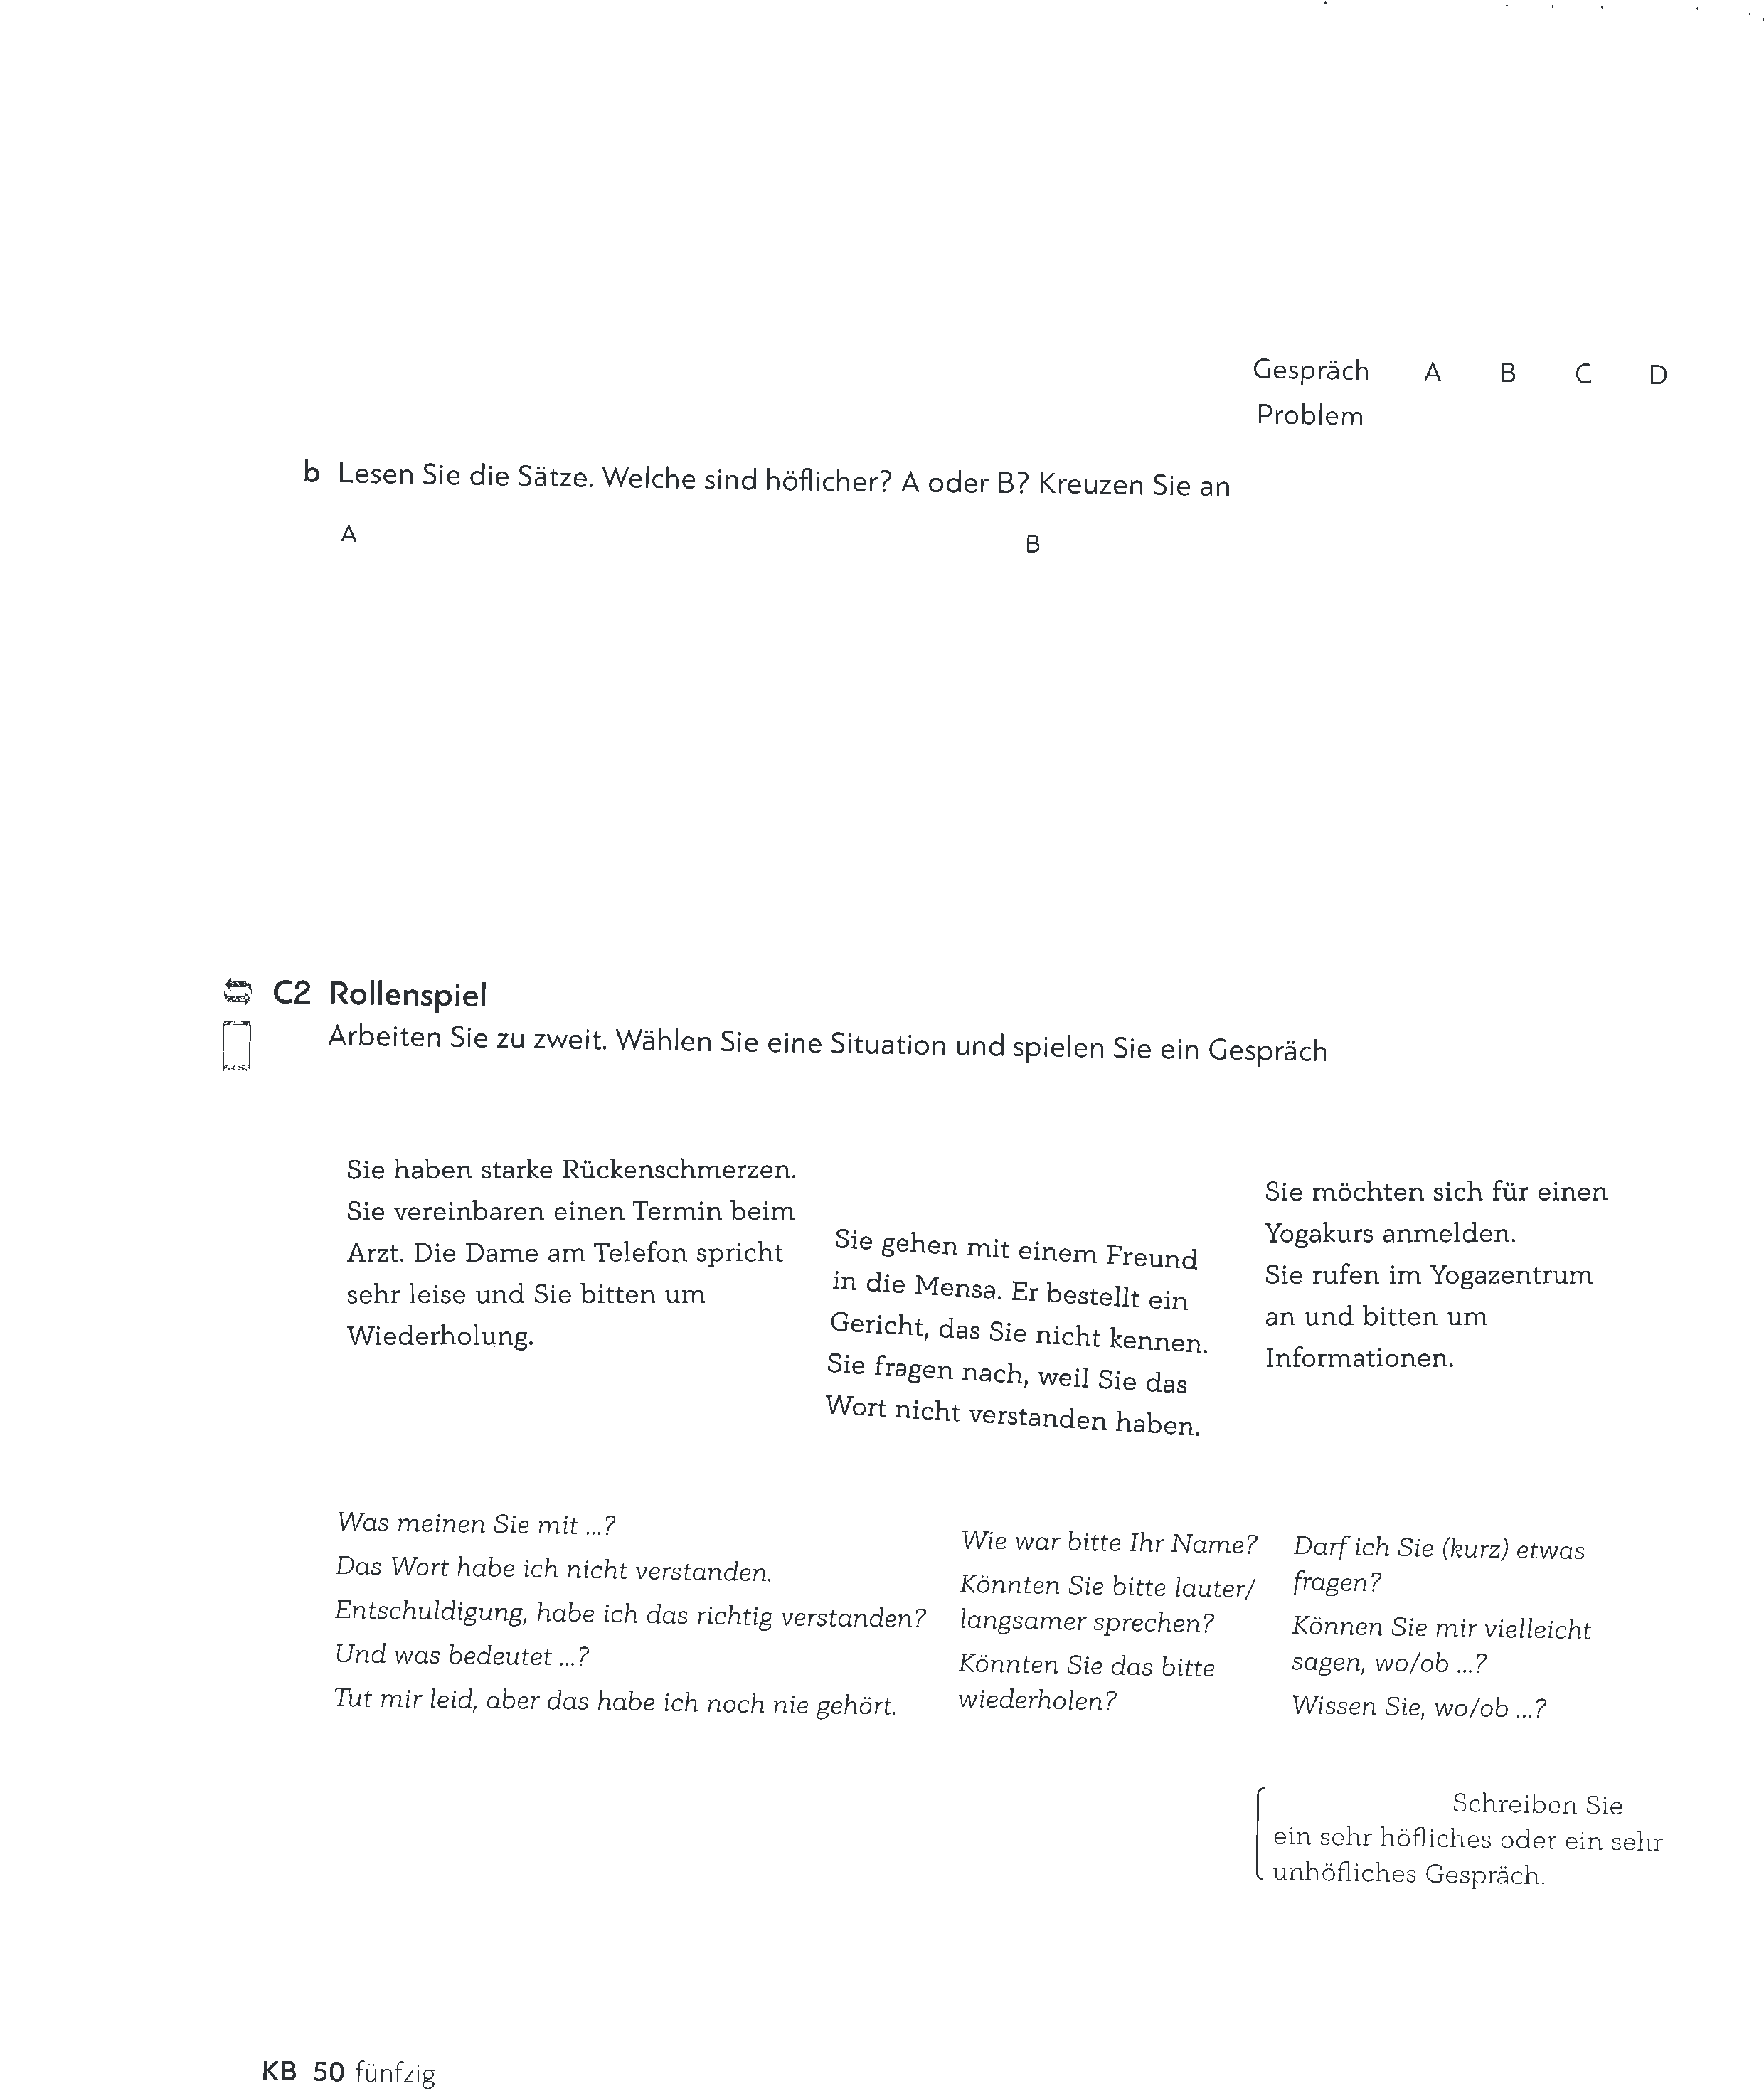 Gespräch A B C D
Problem
b Lesen Sie die Sätze. Welche sind höflicher? A oder B? Kreuzen Sie an
A B
C2 Rollenspiel
Arbeiten Sie zu zweit. Wählen Sie eine Situation und spielen Sie ein Gespräch
Sie haben starke Rückenschmerzen.
Sie vereinbaren einen Termin beim
Arzt. Die Dame am Telefon spricht
sehr leise und Sie bitten um
Wiederholung.
Sie gehen mit einem Freund
in die Mensa. Er bestellt ein
Gericht, das Sie nicht kennen.
Sie fragen nach, weil Sie das
Wort nicht verstanden haben.
Sie möchten sich für einen
Yogakurs anmelden.
Sie rufen im Yogazentrum
an und bitten um
Informationen.
Was meinen Sie mit ...?
Das Wort habe ich nicht verstanden.
Entschuldigung, habe ich das richtig verstanden?
Und was bedeutet ...?
Tut mir leid, aber das habe ich noch nie gehört.
Wie war bitte Ihr Name?
Könnten Sie bitte lauter/
langsamer sprechen?
Könnten Sie das bitte
wiederholen?
Darf ich Sie (kurz) etwas
fragen?
Können Sie mir vielleicht
sagen, wo/ob ...?
Wissen Sie, wo/ob ...?
Schreiben Sie
ein sehr höfliches oder ein sehr
unhöfliches Gespräch.
KB 50 fünfzig